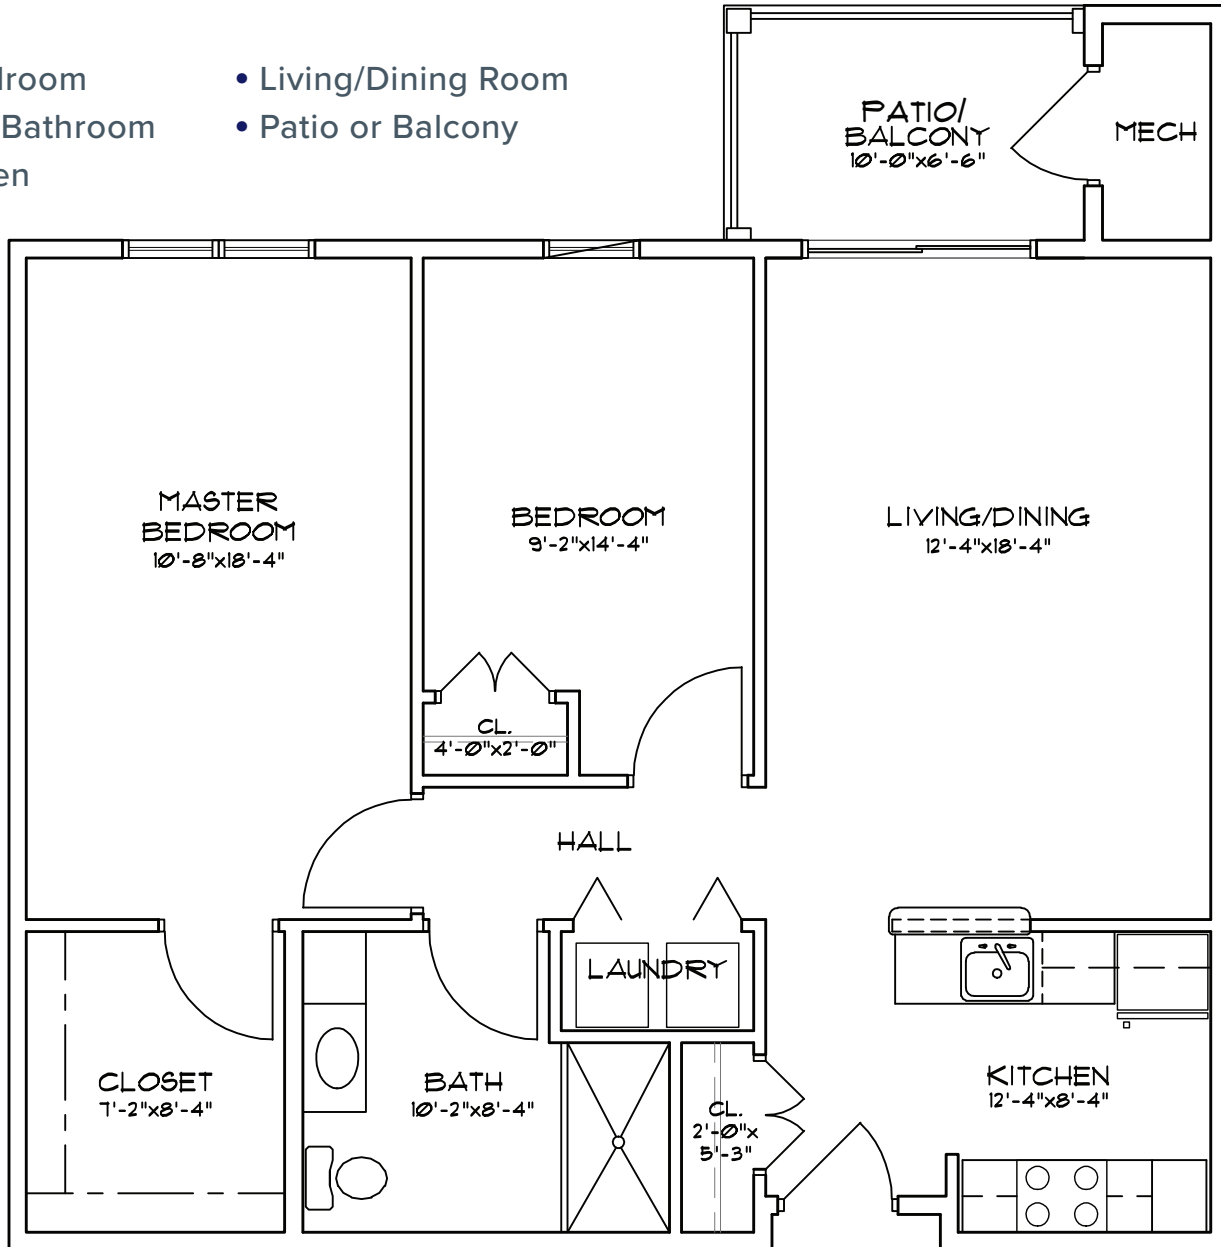 droom
Bathroom
en
• Living/Dining Room
• Patio or Balcony
PATIO/
BALCONY
10'-0"x6'-6"
MECH
MASTER
BEDROOM
10'-8"x18'-4"
BEDROOM
9'-2"x14'-4"
LIVING/DINING
12'-4"x18'-4"
CL.
4'-0"x2'-0"
HALL
LAUNDRY
CLOSET
7'-2"x8'-4"
BATH
10'-2"x8'-4"
CL.
2'-0"x
5'-3"
KITCHEN
12'-4"x8'-4"